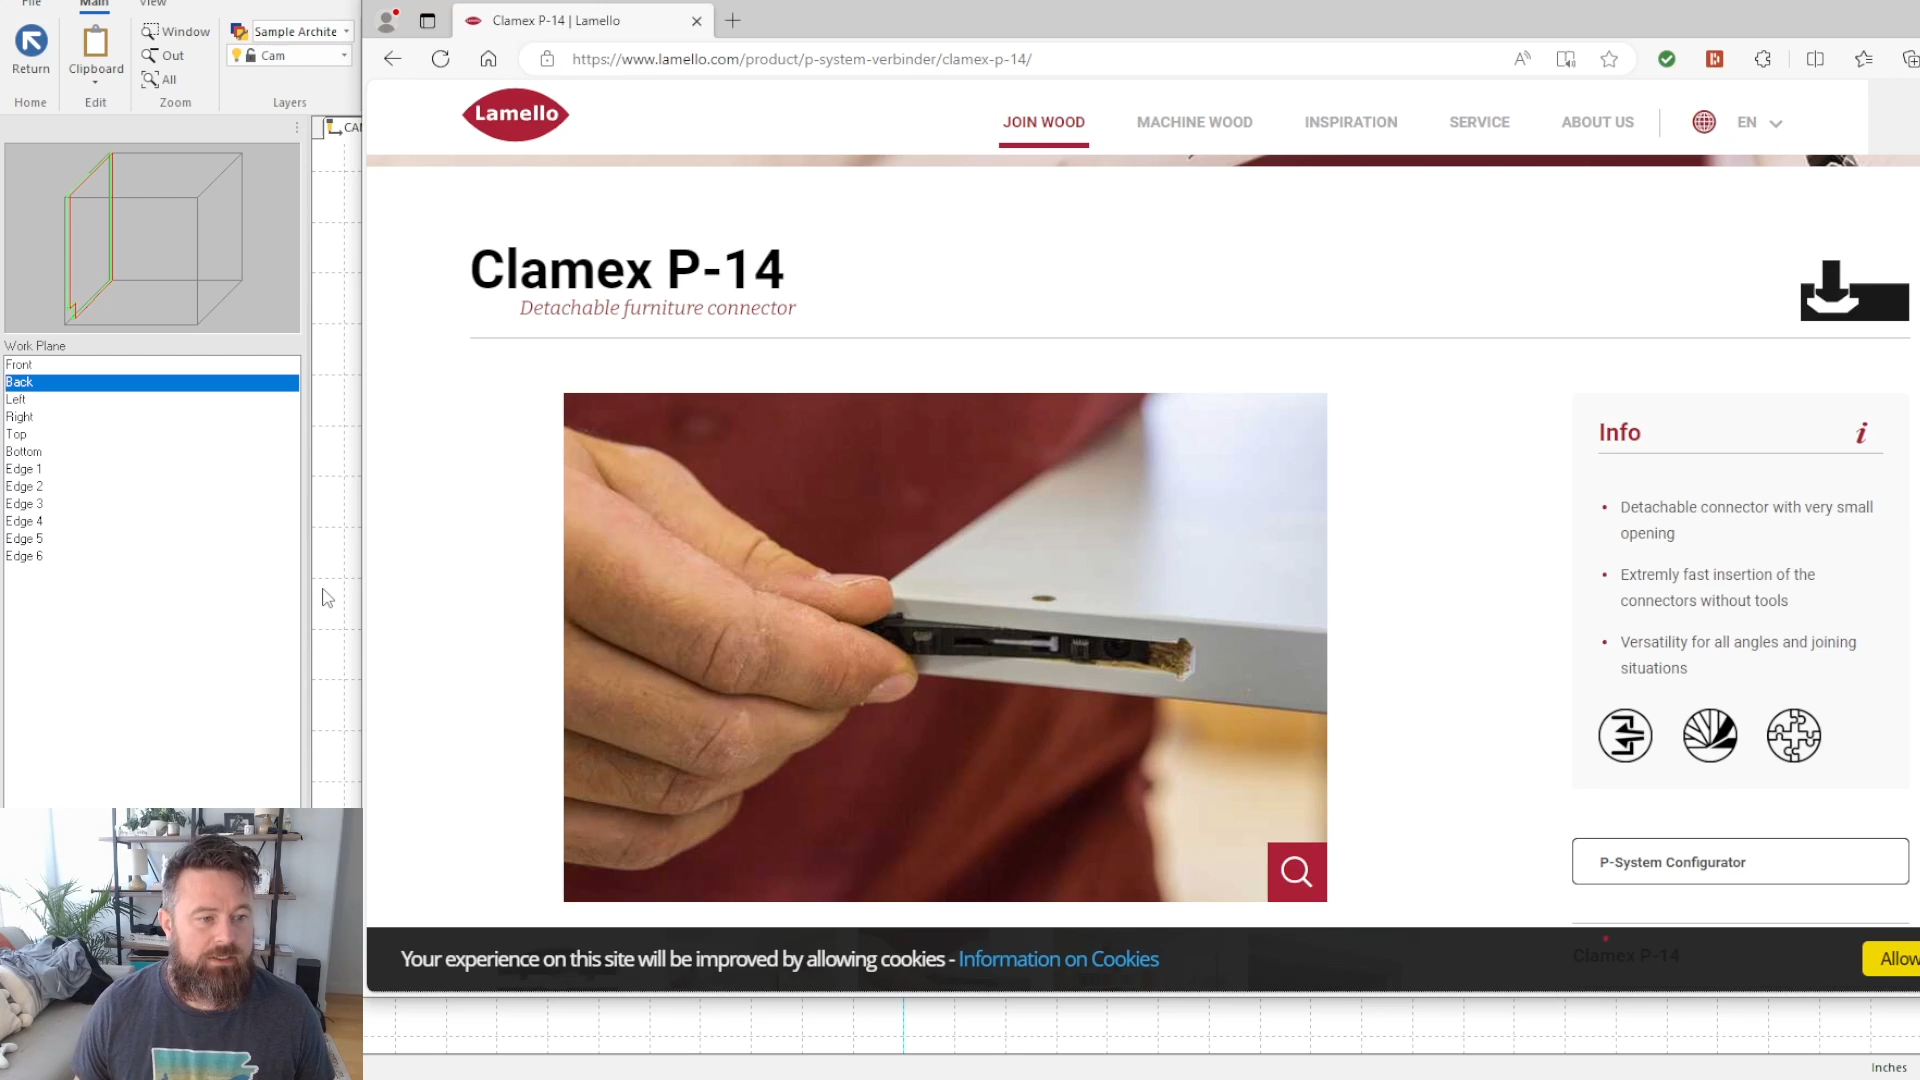 File
Main
View
Return
Clipboard
Window
Out
All
Sample Archite
Cam
Home
Edit
Zoom
Layers
Work Plane
Front
Back
Left
Right
Top
Bottom
Edge 1
Edge 2
Edge 3
Edge 4
Edge 5
Edge 6
Clamex P-14 | Lamello
https://www.lamello.com/product/p-system-verbinder/clamex-p-14/
Lamello
JOIN WOOD
MACHINE WOOD
INSPIRATION
SERVICE
ABOUT US
EN
Clamex P-14
Detachable furniture connector
Info
i
• Detachable connector with very small
opening
• Extremly fast insertion of the
connectors without tools
• Versatility for all angles and joining
situations
P-System Configurator
Clamex P-14
Your experience on this site will be improved by allowing cookies - Information on Cookies
Allow
Inches